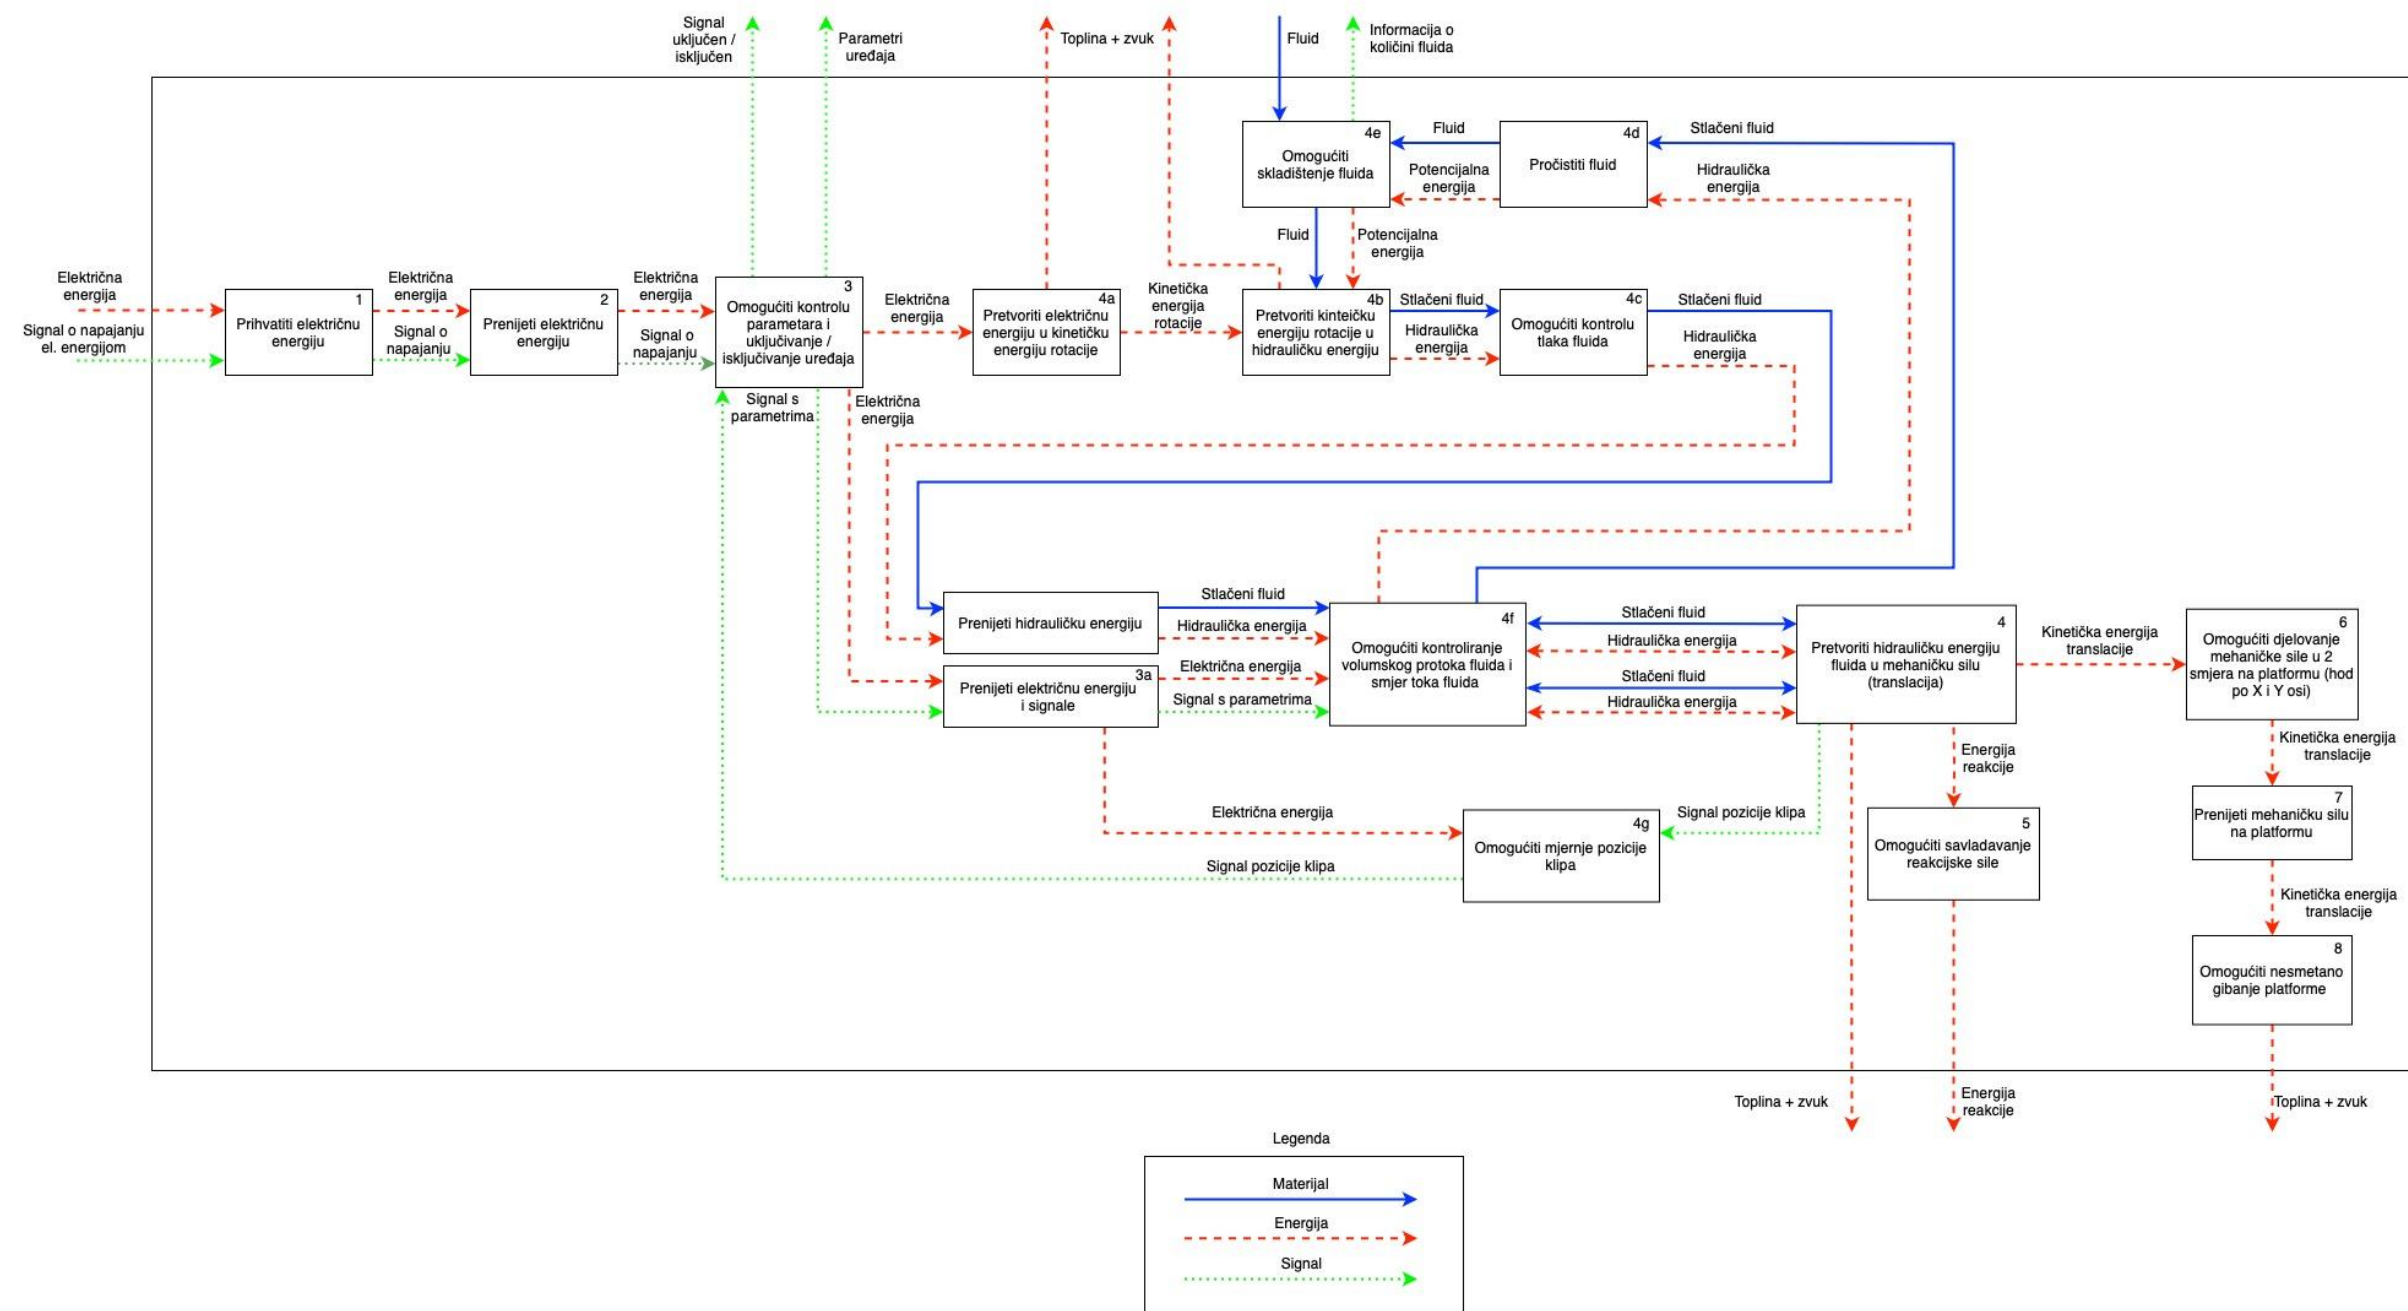 Signal
uključen /
isključen
Parametri
uređaja
Toplina + zvuk
Fluid
Informacija o
količini fluida
4e
Omogućiti
skladištenje fluida
Fluid
Potencijalna
energija
4d
Pročistiti fluid
Stlačeni fluid
Hidraulička
energija
Fluid
Potencijalna
energija
Električna
energija
Signal o napajanju
el. energijom
1
Prihvatiti električnu
energiju
Električna
energija
Signal o
napajanju
2
Prenijeti električnu
energiju
Električna
energija
Signal o
napajanju
3
Omogućiti kontrolu
parametara i
uključivanje /
isključivanje uređaja
Električna
energija
4a
Pretvoriti električnu
energiju u kinetičku
energiju rotacije
Kinetička
energija
rotacije
4b
Pretvoriti kinteičku
energiju rotacije u
hidrauličku energiju
Stlačeni fluid
Hidraulička
energija
4c
Omogućiti kontrolu
tlaka fluida
Stlačeni fluid
Hidraulička
energija
Signal s
parametrima
Električna
energija
Prenijeti hidrauličku energiju
Stlačeni fluid
Hidraulička energija
3a
Prenijeti električnu energiju
i signale
Električna energija
Signal s parametrima
4f
Omogućiti kontroliranje
volumskog protoka fluida i
smjer toka fluida
Stlačeni fluid
Hidraulička energija
Stlačeni fluid
Hidraulička energija
4
Pretvoriti hidrauličku energiju
fluida u mehaničku silu
(translacija)
Kinetička energija
translacije
6
Omogućiti djelovanje
mehaničke sile u 2
smjera na platformu (hod
po X i Y osi)
Kinetička energija
translacije
Energija
reakcije
Električna energija
Signal pozicije klipa
4g
Omogućiti mjernje pozicije
klipa
Signal pozicije klipa
5
Omogućiti savladavanje
reakcijske sile
7
Prenijeti mehaničku silu
na platformu
Kinetička energija
translacije
8
Omogućiti nesmetano
gibanje platforme
Toplina + zvuk
Energija
reakcije
Toplina + zvuk
Legenda
Materijal
Energija
Signal